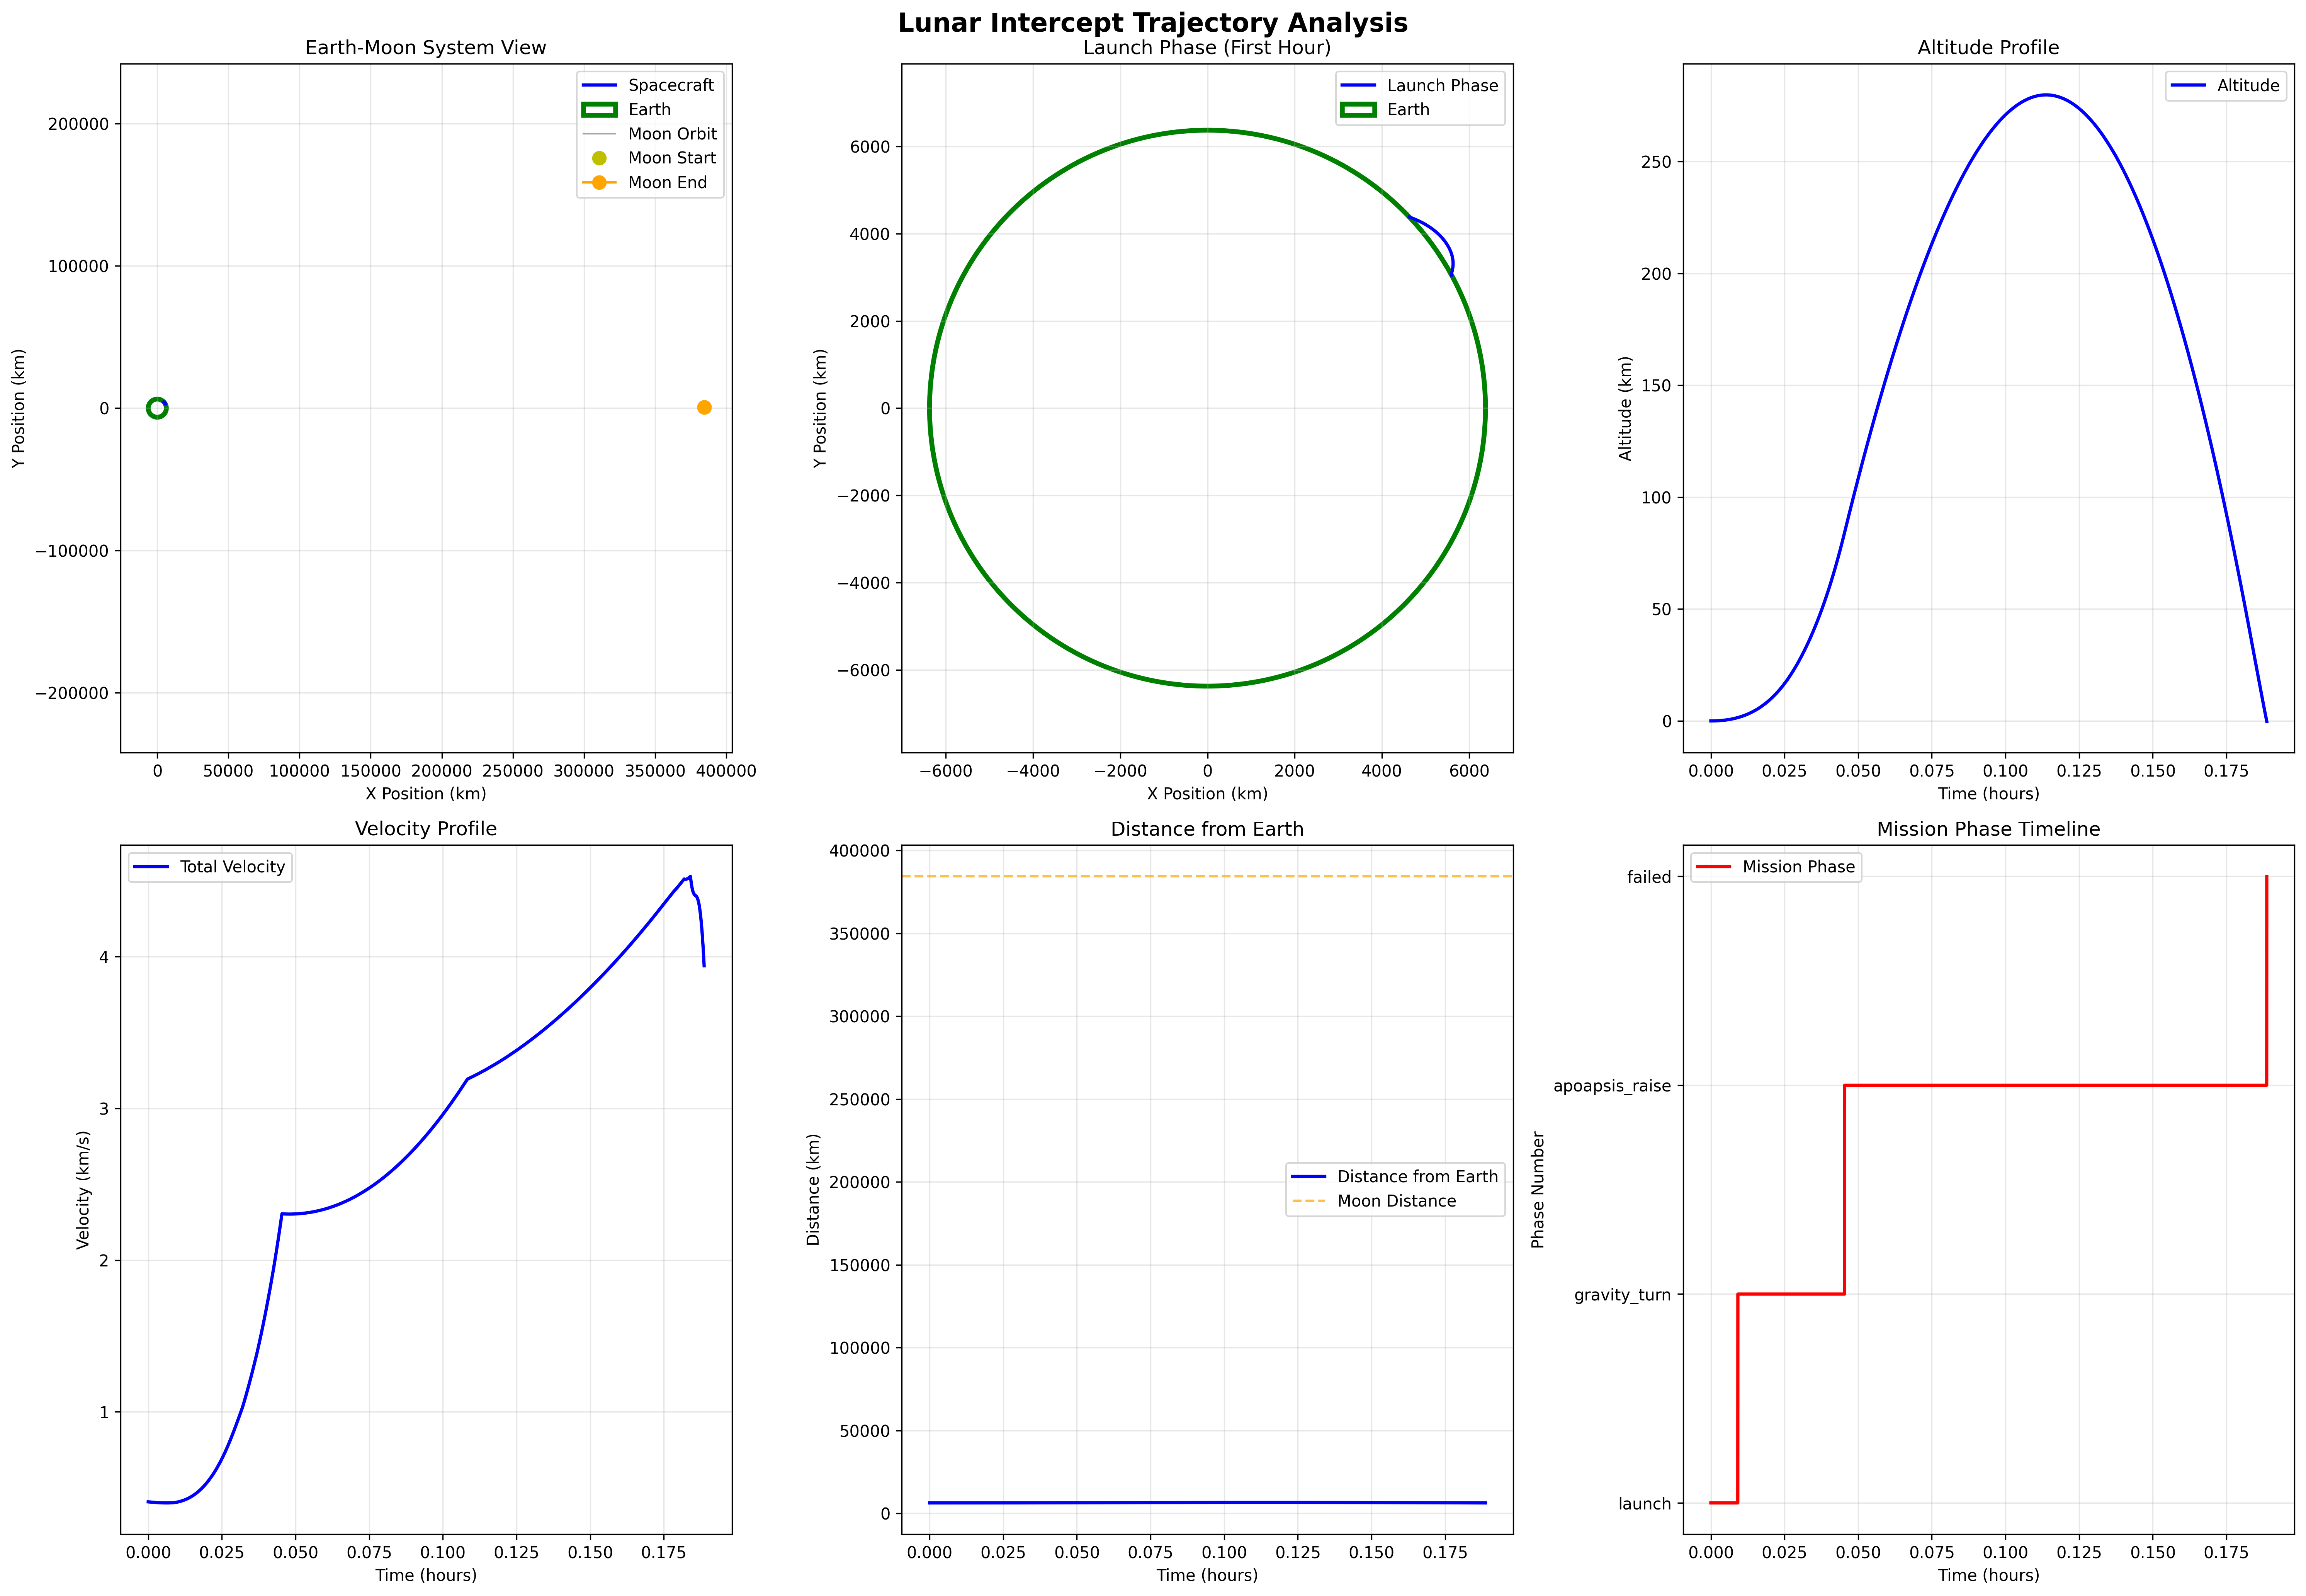 Lunar Intercept Trajectory Analysis
Earth-Moon System View
Spacecraft
Earth
Moon Orbit
Moon Start
Moon End
200000
100000
0
−100000
−200000
Y Position (km)
0 50000 100000 150000 200000 250000 300000 350000 400000
X Position (km)
Launch Phase (First Hour)
Launch Phase
Earth
6000
4000
2000
0
−2000
−4000
−6000
Y Position (km)
−6000 −4000 −2000 0 2000 4000 6000
X Position (km)
Altitude Profile
Altitude
250
200
150
100
50
0
Altitude (km)
0.000 0.025 0.050 0.075 0.100 0.125 0.150 0.175
Time (hours)
Velocity Profile
Total Velocity
4
3
2
1
Velocity (km/s)
0.000 0.025 0.050 0.075 0.100 0.125 0.150 0.175
Time (hours)
Distance from Earth
400000
350000
300000
250000
200000
150000
100000
50000
0
Distance from Earth
Moon Distance
Distance (km)
0.000 0.025 0.050 0.075 0.100 0.125 0.150 0.175
Time (hours)
Mission Phase Timeline
Mission Phase
failed
apoapsis_raise
gravity_turn
launch
Phase Number
0.000 0.025 0.050 0.075 0.100 0.125 0.150 0.175
Time (hours)